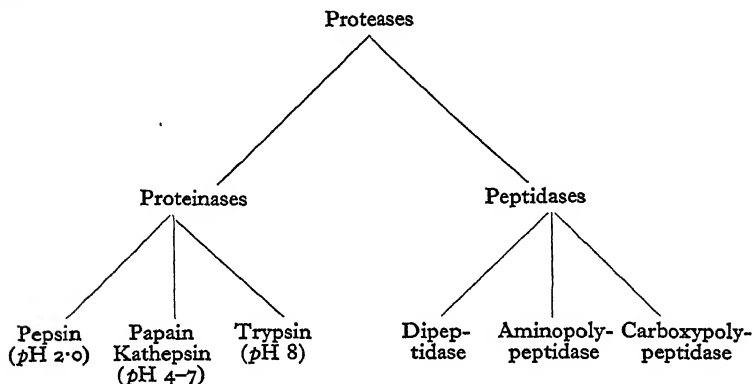 Proteases
Proteinases Peptidases
Pepsin Papain Trypsin Dipep- Aminopoly- Carboxypoly-
(pH 2·0) Kathepsin (pH 8) tidase peptidase peptidase
(pH 4–7)